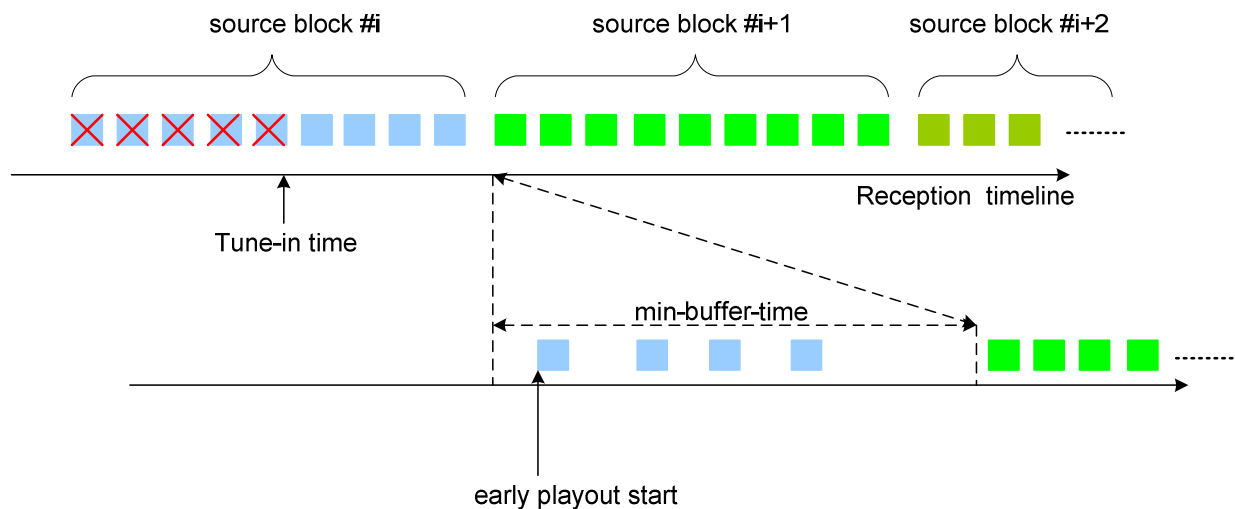 source block #i
source block #i+1
source block #i+2
Reception timeline
Tune-in time
min-buffer-time
early playout start